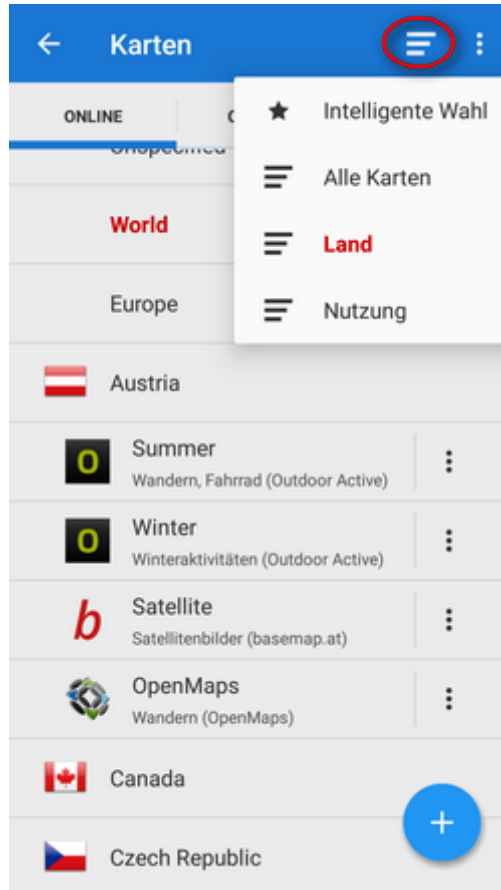 Karten
Intelligente Wahl
ONLINE
Alle Karten
World
Land
Europe
Nutzung
Austria
O
Summer
Wandern, Fahrrad (Outdoor Active)
O
Winter
Winteraktivitäten (Outdoor Active)
b
Satellite
Satellitenbilder (basemap.at)
OpenMaps
Wandern (OpenMaps)
Canada
Czech Republic